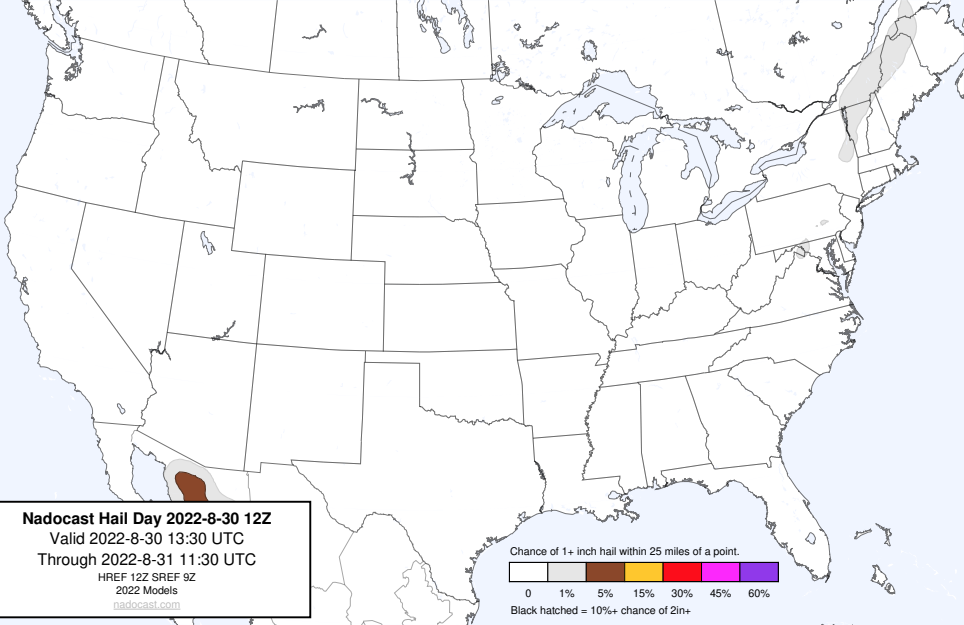 Nadocast Hail Day 2022-8-30 12Z
Valid 2022-8-30 13:30 UTC
Through 2022-8-31 11:30 UTC
HREF 12Z SREF 9Z
2022 Models
nadocast.com
Chance of 1+ inch hail within 25 miles of a point.
0 1% 5% 15% 30% 45% 60%
Black hatched = 10%+ chance of 2in+